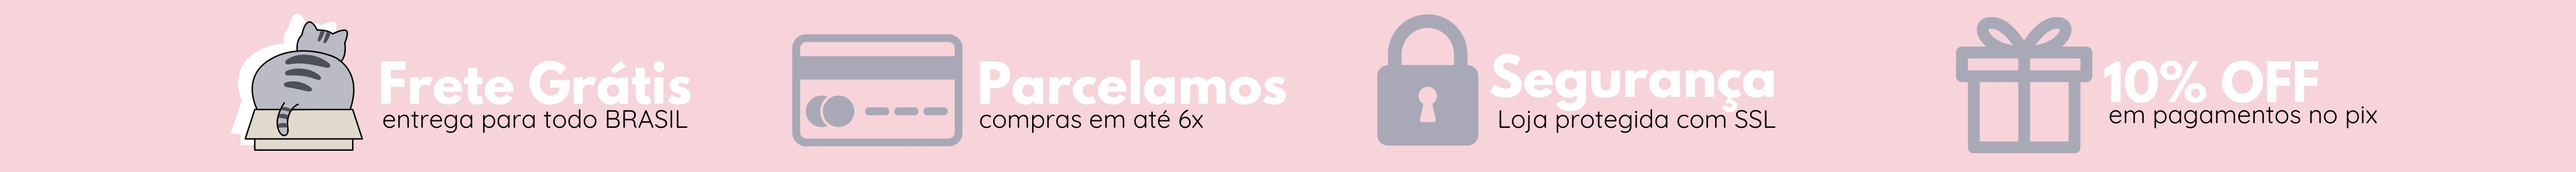 Frete Grátis
entrega para todo BRASIL
Parcelamos
compras em até 6x
Segurança
Loja protegida com SSL
10% OFF
em pagamentos no pix